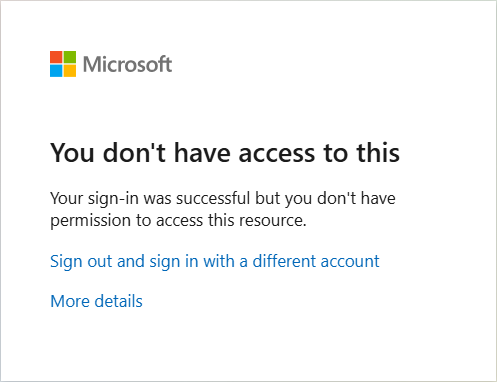 Microsoft
You don't have access to this
Your sign-in was successful but you don't have
permission to access this resource.
Sign out and sign in with a different account
More details